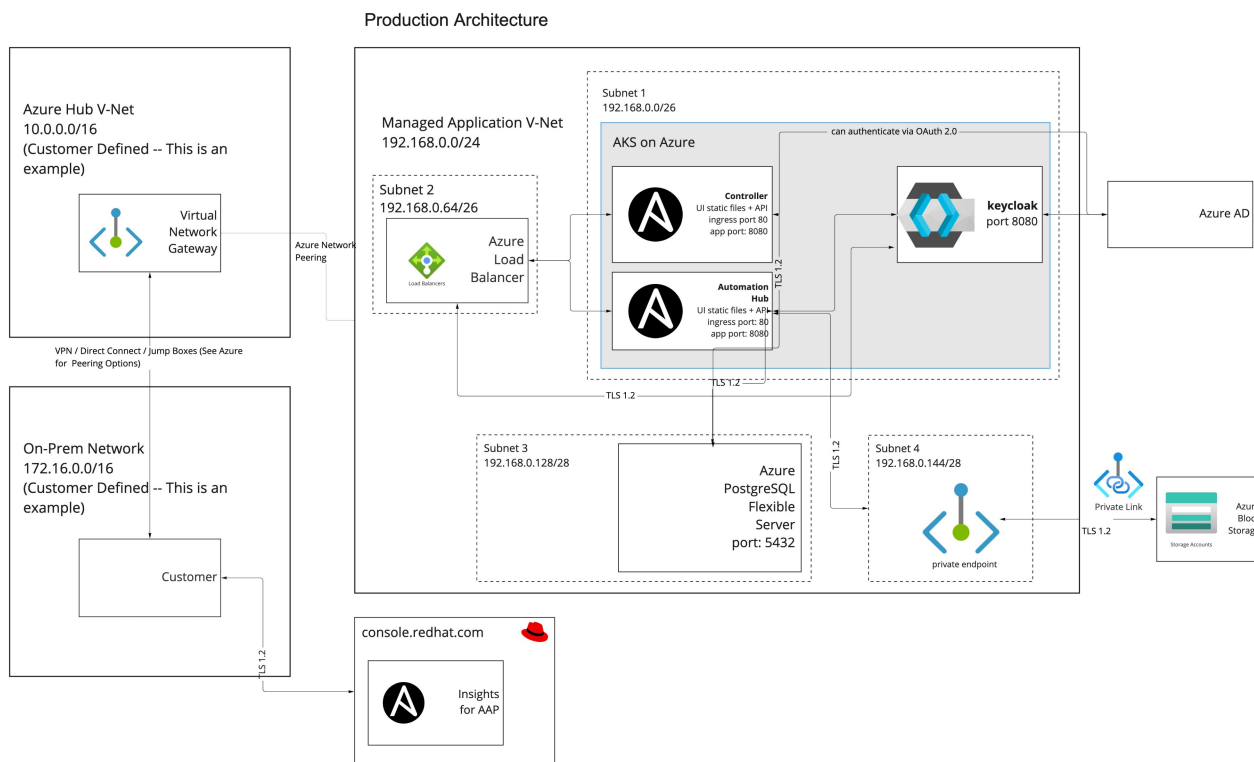 Production Architecture
Azure Hub V-Net
10.0.0.0/16
(Customer Defined -- This is an
example)
Virtual
Network
Gateway
Azure Network
Peering
VPN / Direct Connect / Jump Boxes (See Azure
for Peering Options)
On-Prem Network
172.16.0.0/16
(Customer Defined -- This is an
example)
Customer
TLS 1.2
Managed Application V-Net
192.168.0.0/24
Subnet 2
192.168.0.64/26
Azure
Load
Balancer
Load Balancers
Subnet 1
192.168.0.0/26
AKS on Azure
can authenticate via OAuth 2.0
Controller
UI static files + API
ingress port 80
app port: 8080
keycloak
port 8080
TLS 1.2
Automation
Hub
UI static files + API
ingress port: 80
app port: 8080
Azure AD
TLS 1.2
TLS 1.2
TLS 1.2
Subnet 3
192.168.0.128/28
Azure
PostgreSQL
Flexible
Server
port: 5432
Subnet 4
192.168.0.144/28
private endpoint
Private Link
TLS 1.2
Storage Accounts
Azur
Bloc
Storag
console.redhat.com
Insights
for AAP